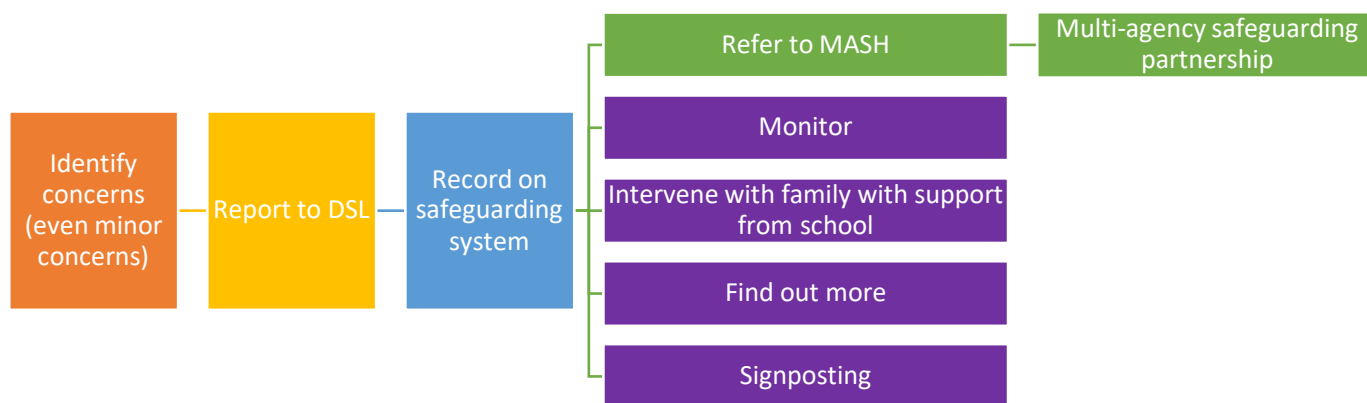 Identify
concerns
(even minor
concerns)
Report to DSL
Record on
safeguarding
system
Refer to MASH
Multi-agency safeguarding
partnership
Monitor
Intervene with family with support
from school
Find out more
Signposting